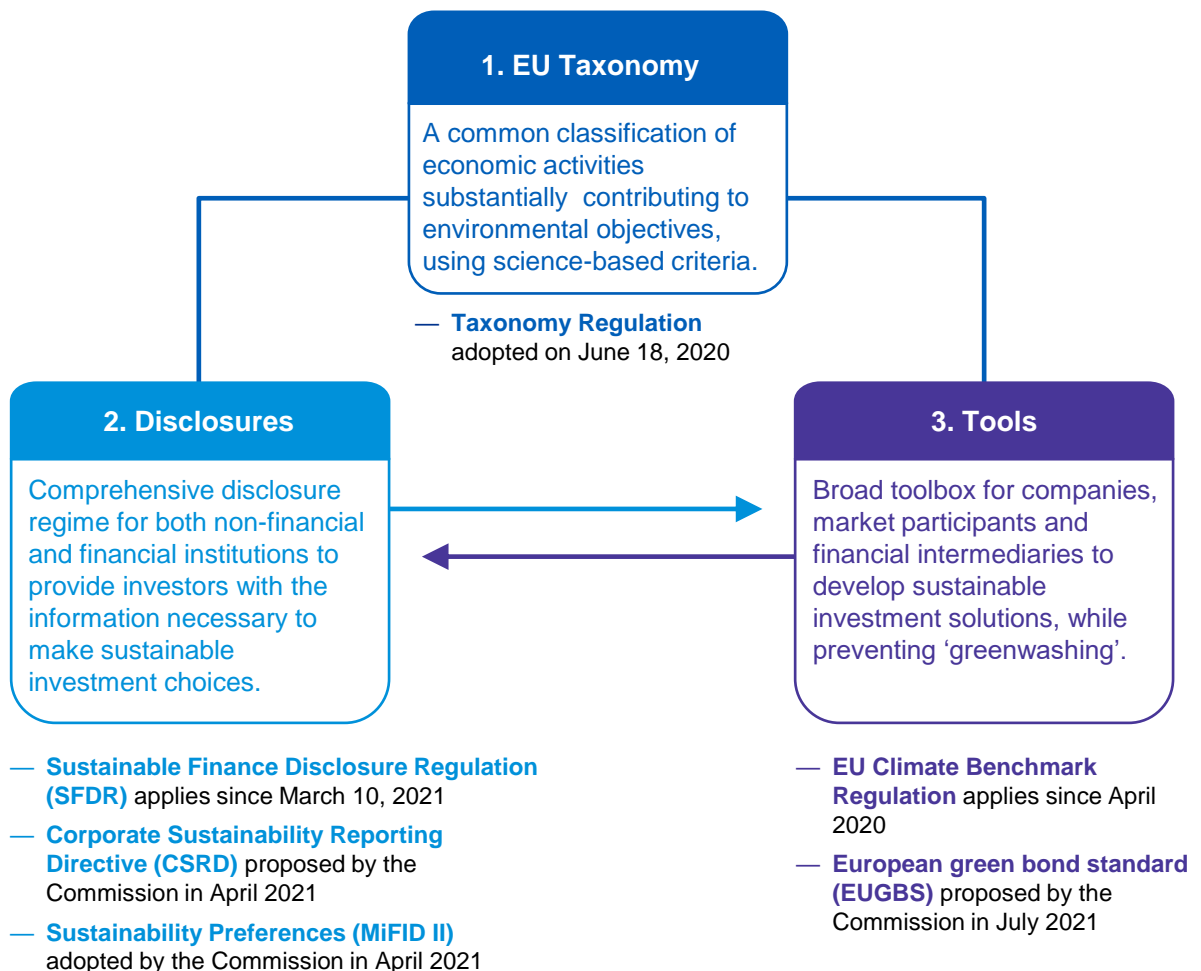 1. EU Taxonomy
A common classification of
economic activities
substantially  contributing to
environmental objectives,
using science-based criteria.
— Taxonomy Regulation
adopted on June 18, 2020
2. Disclosures
Comprehensive disclosure
regime for both non-financial
and financial institutions to
provide investors with the
information necessary to
make sustainable
investment choices.
— Sustainable Finance Disclosure Regulation
(SFDR) applies since March 10, 2021
— Corporate Sustainability Reporting
Directive (CSRD) proposed by the
Commission in April 2021
— Sustainability Preferences (MiFID II)
adopted by the Commission in April 2021
3. Tools
Broad toolbox for companies,
market participants and
financial intermediaries to
develop sustainable
investment solutions, while
preventing ‘greenwashing’.
— EU Climate Benchmark
Regulation applies since April
2020
— European green bond standard
(EUGBS) proposed by the
Commission in July 2021